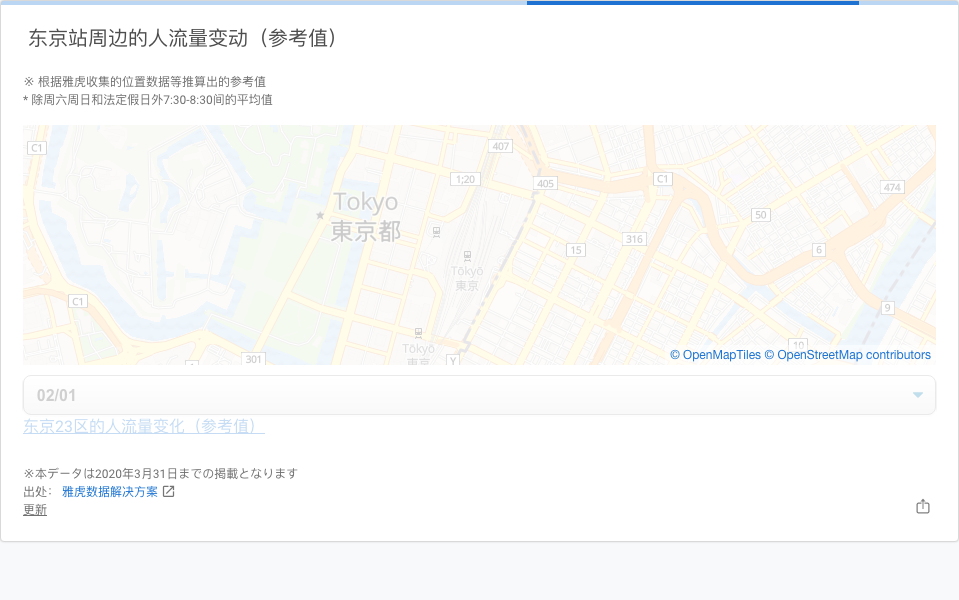 东京站周边的人流量变动（参考值）
※ 根据雅虎收集的位置数据等推算出的参考值
* 除周六周日和法定假日外7:30-8:30间的平均值
C1
407
1;20
405
C1
474
Tokyo
東京都
50
316
15
6
Tōkyō
東京
C1
9
10
301
Tōkyō
東京
Y
© OpenMapTiles © OpenStreetMap contributors
02/01
东京23区的人流量变化（参考值）
※本データは2020年3月31日までの掲載となります
出处： 雅虎数据解决方案
更新